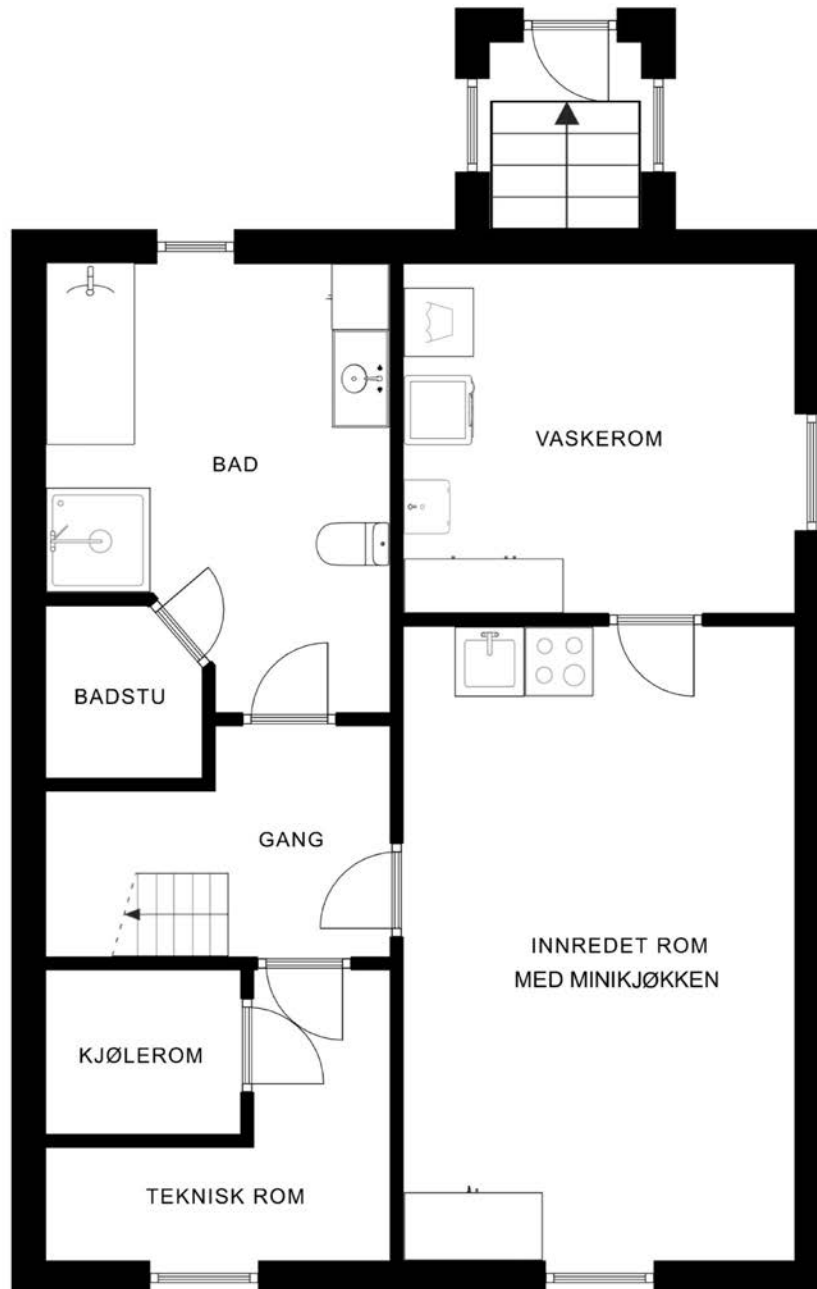 VASKEROM
BAD
BADSTU
GANG
INNREDET ROM
MED MINIKJØKKEN
KJØLEROM
TEKNISK ROM